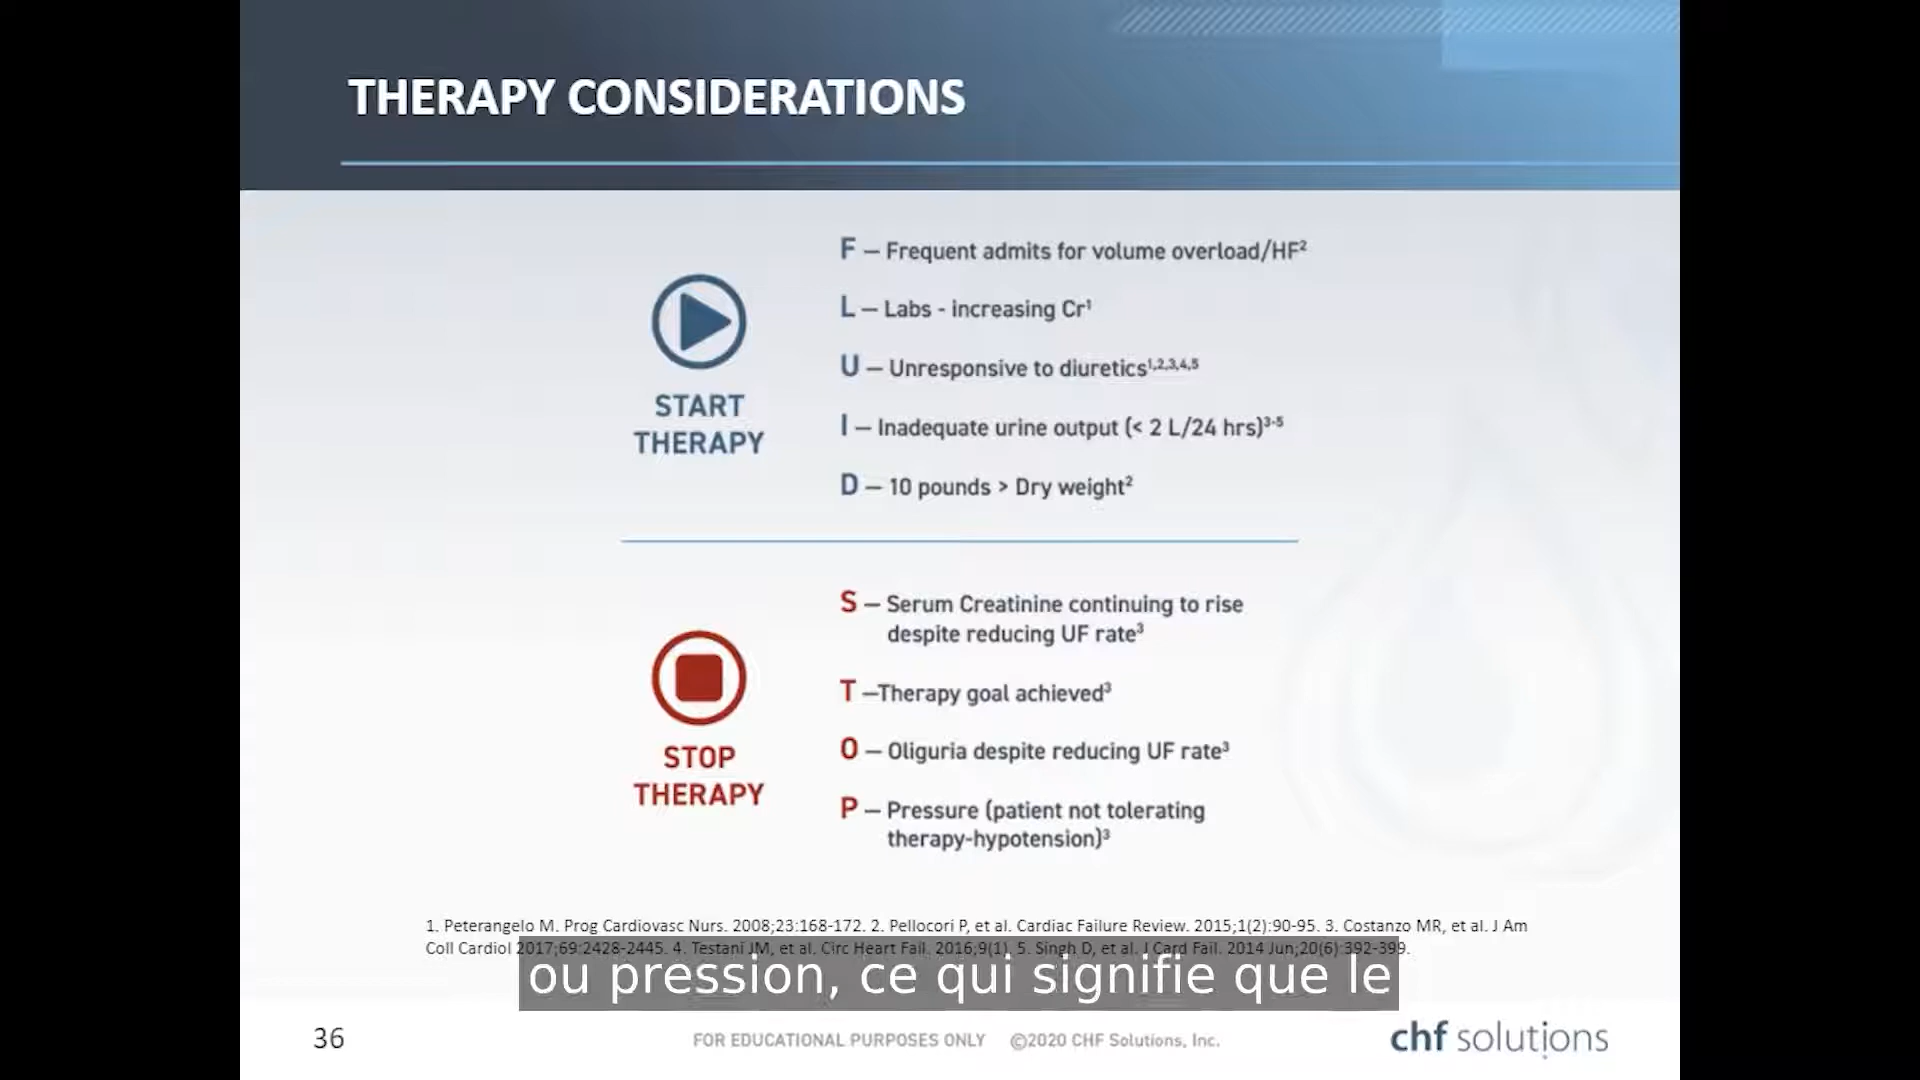 THERAPY CONSIDERATIONS
START
THERAPY
F – Frequent admits for volume overload/HF²
L – Labs - increasing Cr¹
U – Unresponsive to diuretics¹,²,³,⁴,⁵
I – Inadequate urine output (< 2 L/24 hrs)³⁻⁵
D – 10 pounds > Dry weight²
STOP
THERAPY
S – Serum Creatinine continuing to rise
despite reducing UF rate³
T –Therapy goal achieved³
O – Oliguria despite reducing UF rate³
P – Pressure (patient not tolerating
therapy-hypotension)³
1. Peterangelo M. Prog Cardiovasc Nurs. 2008;23:168-172. 2. Pellocori P, et al. Cardiac Failure Review. 2015;1(2):90-95. 3. Costanzo MR, et al. J Am
Coll Cardiol 2017;69:2428-2445. 4. Testani JM, et al. Circ Heart Fail. 2016;9(1). 5. Singh D, et al. J Card Fail. 2014 Jun;20(6):392-399.
ou pression, ce qui signifie que le
36
FOR EDUCATIONAL PURPOSES ONLY ©2020 CHF Solutions, Inc.
chf solutions